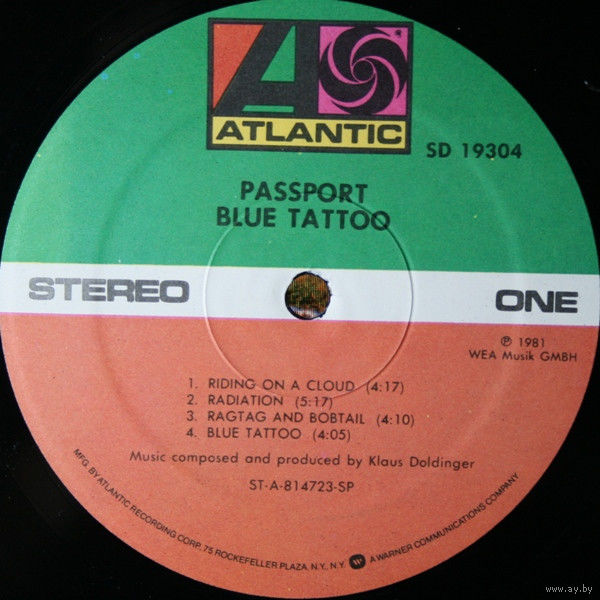 ATLANTIC
SD 19304
PASSPORT
BLUE TATTOO
STEREO
ONE
℗ 1981
WEA Musik GMBH
1. RIDING ON A CLOUD (4:17)
2. RADIATION (5:17)
3. RAGTAG AND BOBTAIL (4:10)
4. BLUE TATTOO (4:05)
Music composed and produced by Klaus Doldinger
ST-A-814723-SP
MFG. BY ATLANTIC RECORDING CORP. 75 ROCKEFELLER PLAZA, N.Y., N.Y. W A WARNER COMMUNICATIONS COMPANY
www.ay.by